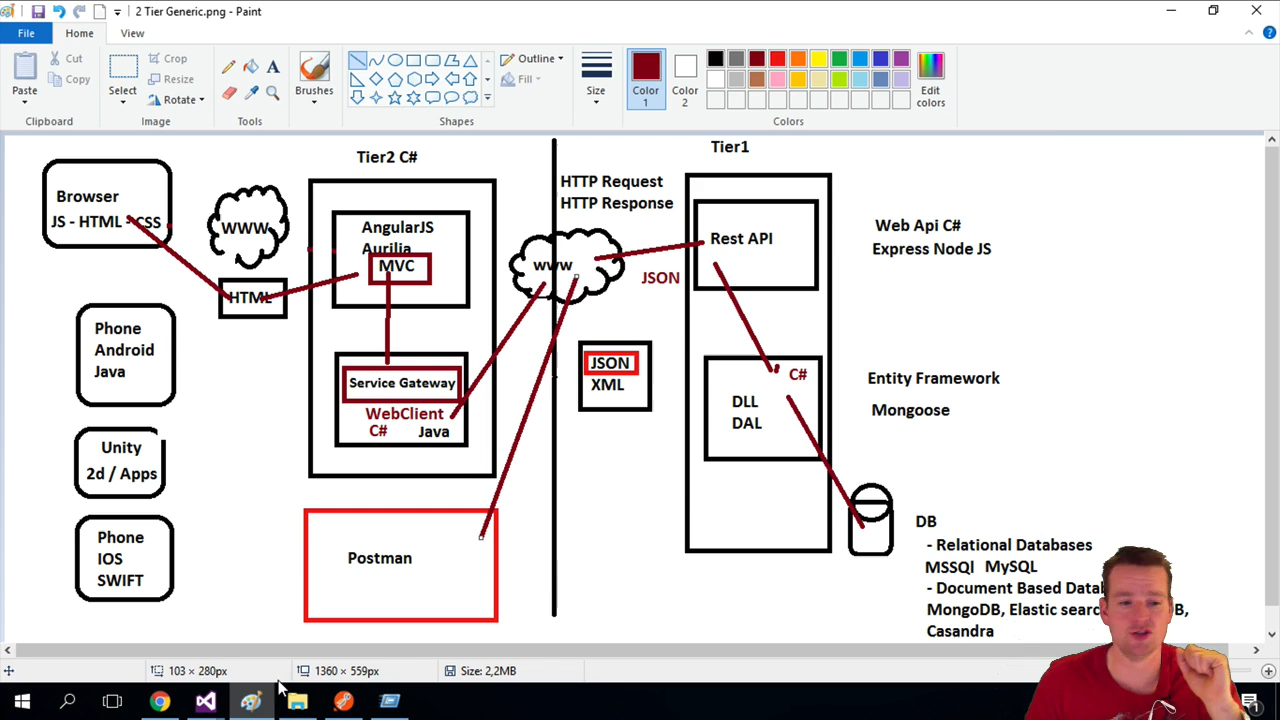 2 Tier Generic.png - Paint
File
Home
View
Paste
Cut
Copy
Clipboard
Select
Crop
Resize
Rotate
Image
A
Tools
Brushes
Outline
Fill
Shapes
Size
Color
1
Color
2
Edit
colors
Colors
Tier2 C#
Tier1
Browser
JS - HTML - CSS
WWW
HTML
AngularJS
Aurilia
MVC
HTTP Request
HTTP Response
www
JSON
Rest API
Web Api C#
Express Node JS
Phone
Android
Java
Service Gateway
WebClient
C#
Java
JSON
XML
C#
DLL
DAL
Entity Framework
Mongoose
Unity
2d / Apps
Phone
IOS
SWIFT
Postman
DB
- Relational Databases
MSSQl MySQL
- Document Based Datab
MongoDB, Elastic searc B,
Casandra
103 × 280px
1360 × 559px
Size: 2,2MB
1